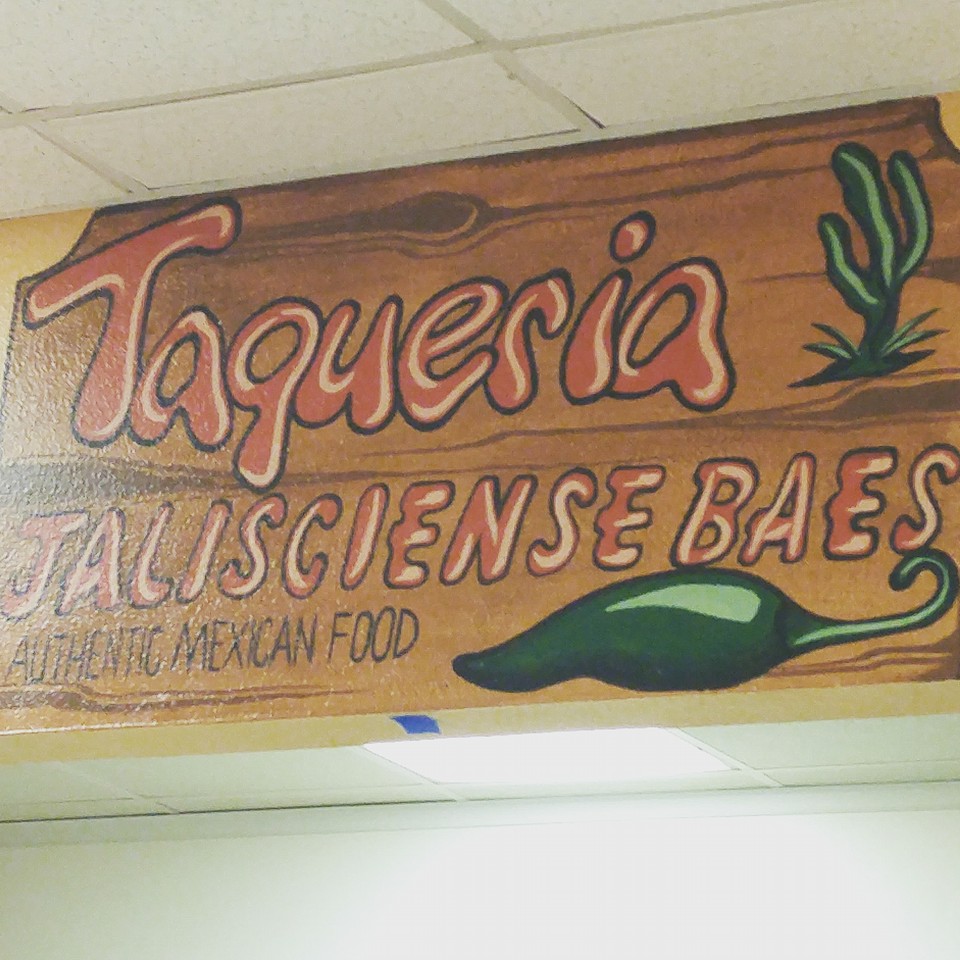 Taqueria
JALISCIENSE BAES
AUTHENTIC MEXICAN FOOD